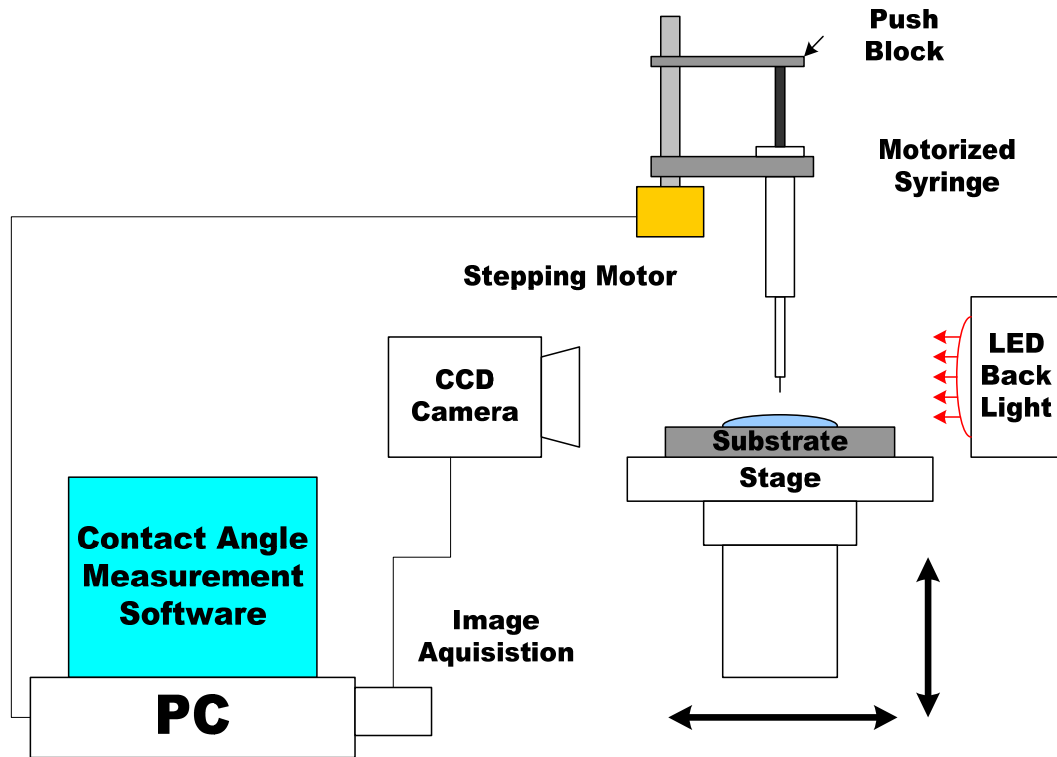 Push
Block
Motorized
Syringe
Stepping Motor
LED
Back
Light
CCD
Camera
Substrate
Stage
Contact Angle
Measurement
Software
Image
Aquisistion
PC